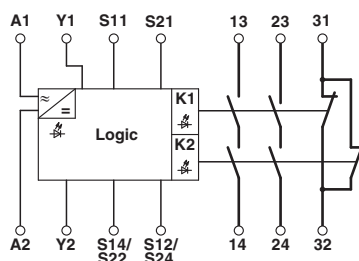 A1 Y1 S11 S21 13 23 31
K1
≈
=
Logic
K2
A2 Y2 S14/ S12/ 14 24 32
S22 S24